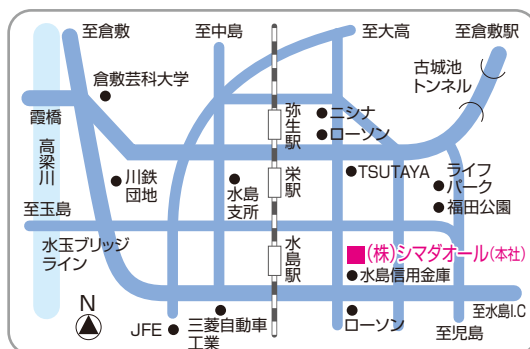 至倉敷
至中島
至大高
至倉敷駅
倉敷芸科大学
古城池
トンネル
霞橋
高梁川
弥生駅
ニシナ
ローソン
川鉄
団地
水島
支所
栄駅
TSUTAYA
ライフ
パーク
福田公園
至玉島
水玉ブリッジ
ライン
水島駅
(株)シマダオール(本社)
水島信用金庫
N
JFE
三菱自動車
工業
ローソン
至水島I.C
至児島